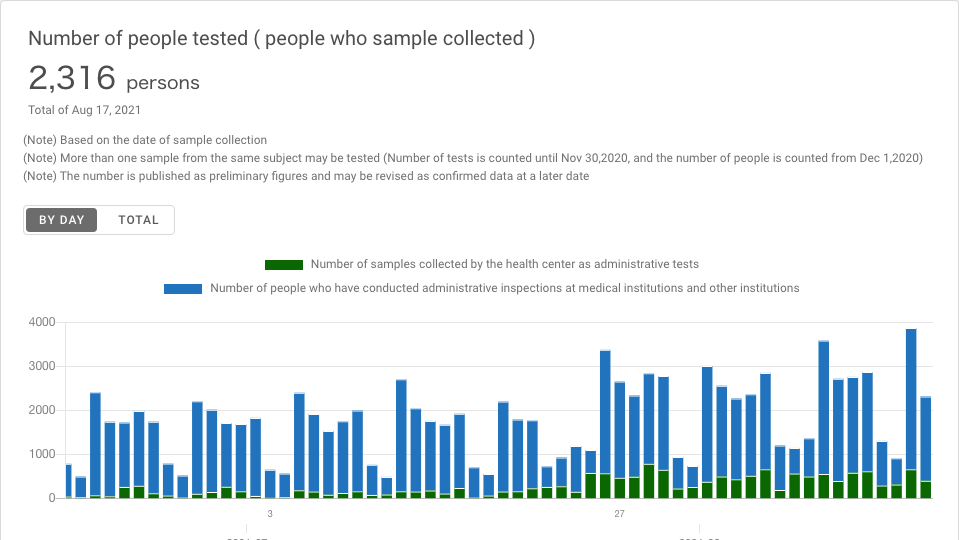 Number of people tested ( people who sample collected )
2,316 persons
Total of Aug 17, 2021
(Note) Based on the date of sample collection
(Note) More than one sample from the same subject may be tested (Number of tests is counted until Nov 30,2020, and the number of people is counted from Dec 1,2020)
(Note) The number is published as preliminary figures and may be revised as confirmed data at a later date
BY DAY TOTAL
Number of samples collected by the health center as administrative tests
Number of people who have conducted administrative inspections at medical institutions and other institutions
4000
3000
2000
1000
0
3 27